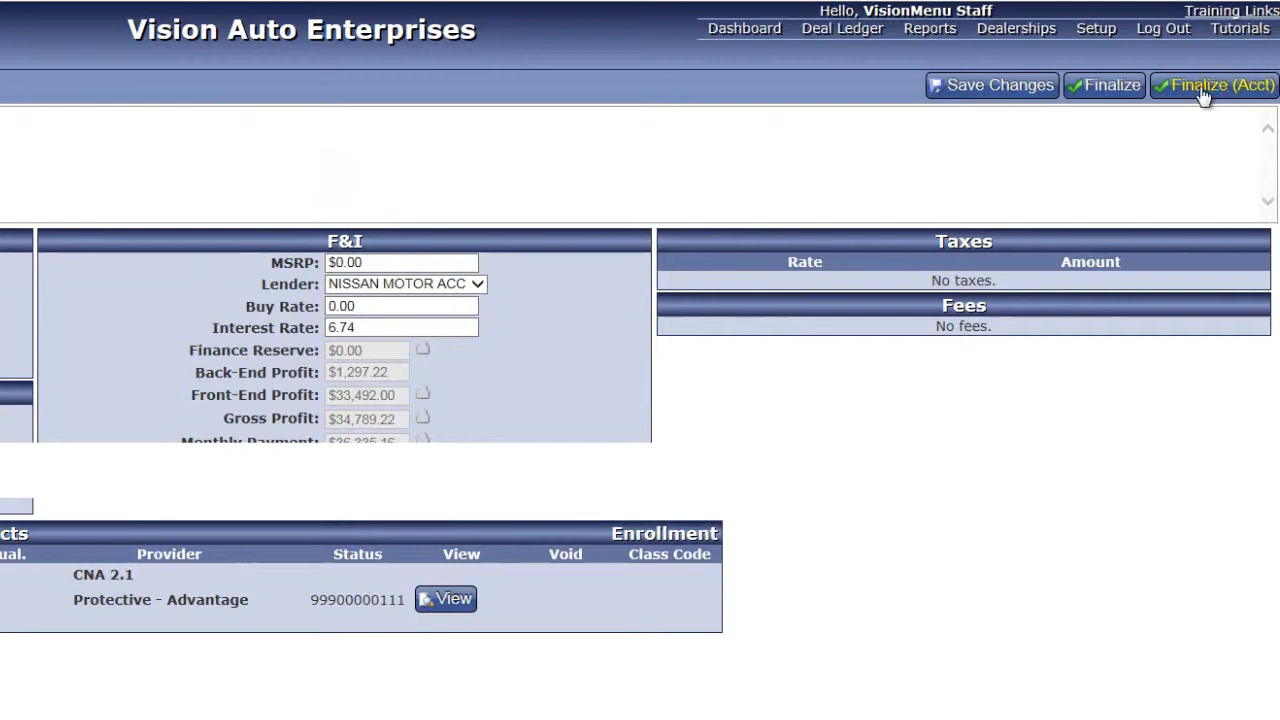 Hello, VisionMenu Staff
Training Links
Vision Auto Enterprises
Dashboard Deal Ledger Reports Dealerships Setup Log Out Tutorials
Save Changes Finalize Finalize (Acct)
F&I
MSRP: $0.00
Lender: NISSAN MOTOR ACC
Buy Rate: 0.00
Interest Rate: 6.74
Finance Reserve: $0.00
Back-End Profit: $1,297.22
Front-End Profit: $33,492.00
Gross Profit: $34,789.22
Monthly Payment:
Taxes
Rate Amount
No taxes.
Fees
No fees.
cts Enrollment
ual. Provider Status View Void Class Code
CNA 2.1
Protective - Advantage 99900000111 View